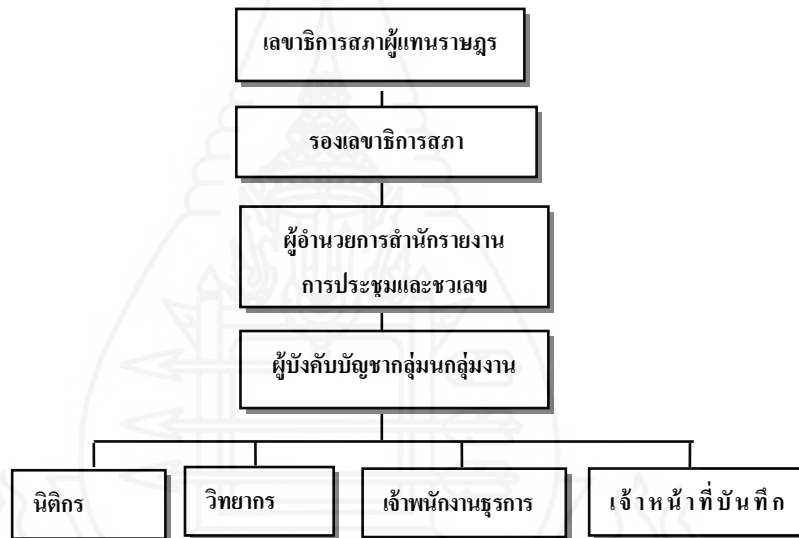 เลขาธิการสภาผู้แทนราษฎร
รองเลขาธิการสภา
ผู้อำนวยการสำนักรายงาน
การประชุมและชวเลข
ผู้บังคับบัญชากลุ่มนกลุ่มงาน
นิติกร
วิทยากร
เจ้าพนักงานธุรการ
เจ้าหน้าที่บันทึก